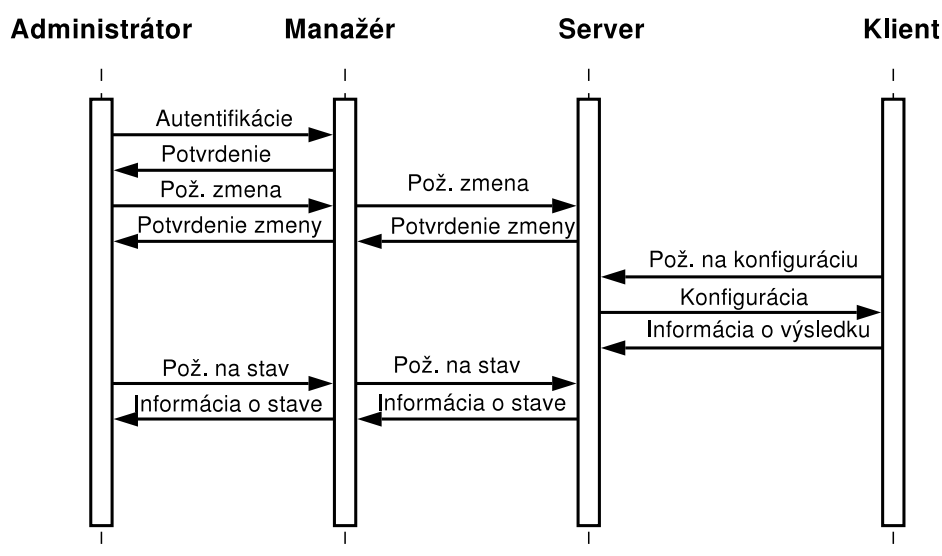 Administrátor Manažér Server Klient
Autentifikácie
Potvrdenie
Pož. zmena Pož. zmena
Potvrdenie zmeny Potvrdenie zmeny
Pož. na konfiguráciu
Konfigurácia
Informácia o výsledku
Pož. na stav Pož. na stav
Informácia o stave Informácia o stave